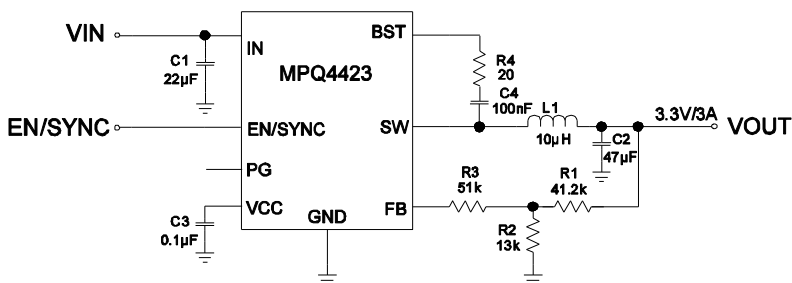 VIN
C1
22µF
IN
MPQ4423
BST
R4
20
C4
100nF
L1
10µH
3.3V/3A
VOUT
EN/SYNC
EN/SYNC
SW
C2
47µF
PG
R3
51k
R1
41.2k
C3
0.1µF
VCC
GND
FB
R2
13k